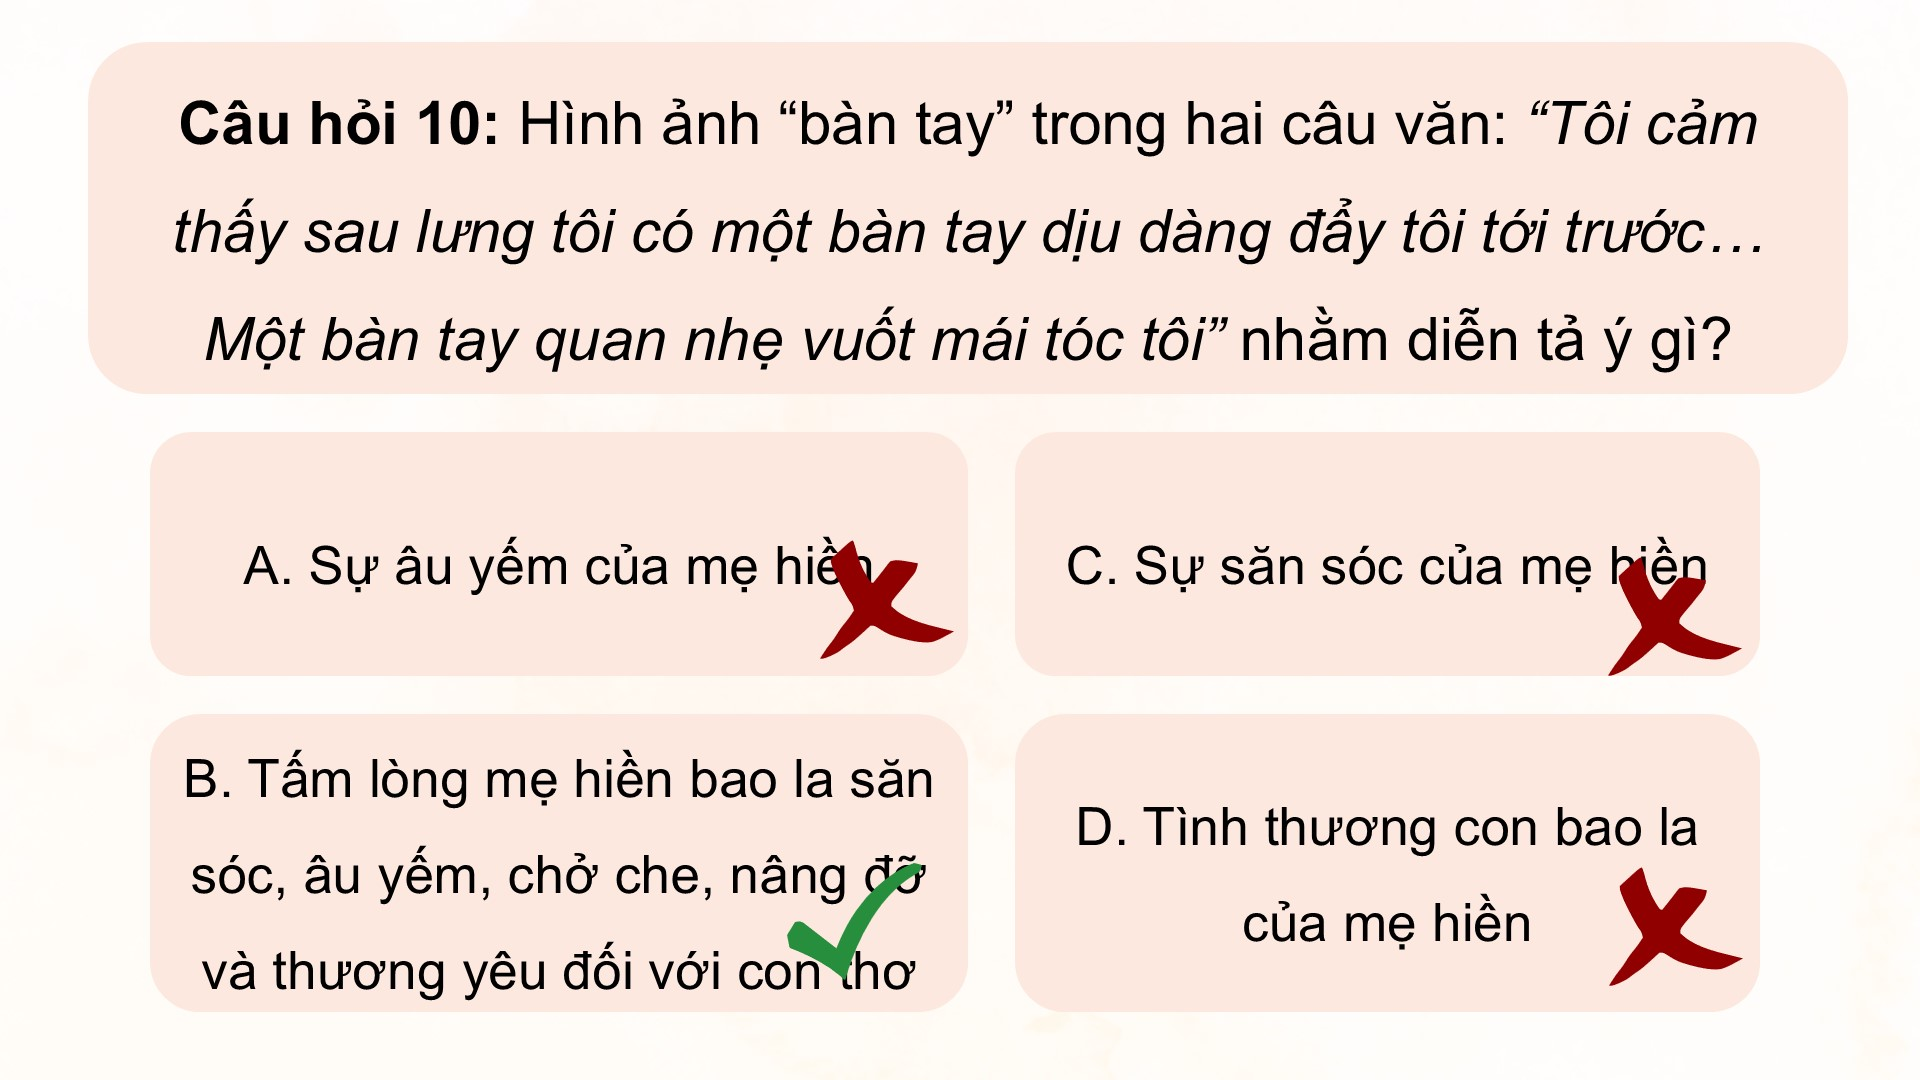 Câu hỏi 10: Hình ảnh “bàn tay” trong hai câu văn: “Tôi cảm
thấy sau lưng tôi có một bàn tay dịu dàng đẩy tôi tới trước…
Một bàn tay quan nhẹ vuốt mái tóc tôi” nhằm diễn tả ý gì?
A. Sự âu yếm của mẹ hiền
C. Sự săn sóc của mẹ hiền
B. Tấm lòng mẹ hiền bao la săn
sóc, âu yếm, chở che, nâng đỡ
và thương yêu đối với con thơ
D. Tình thương con bao la
của mẹ hiền